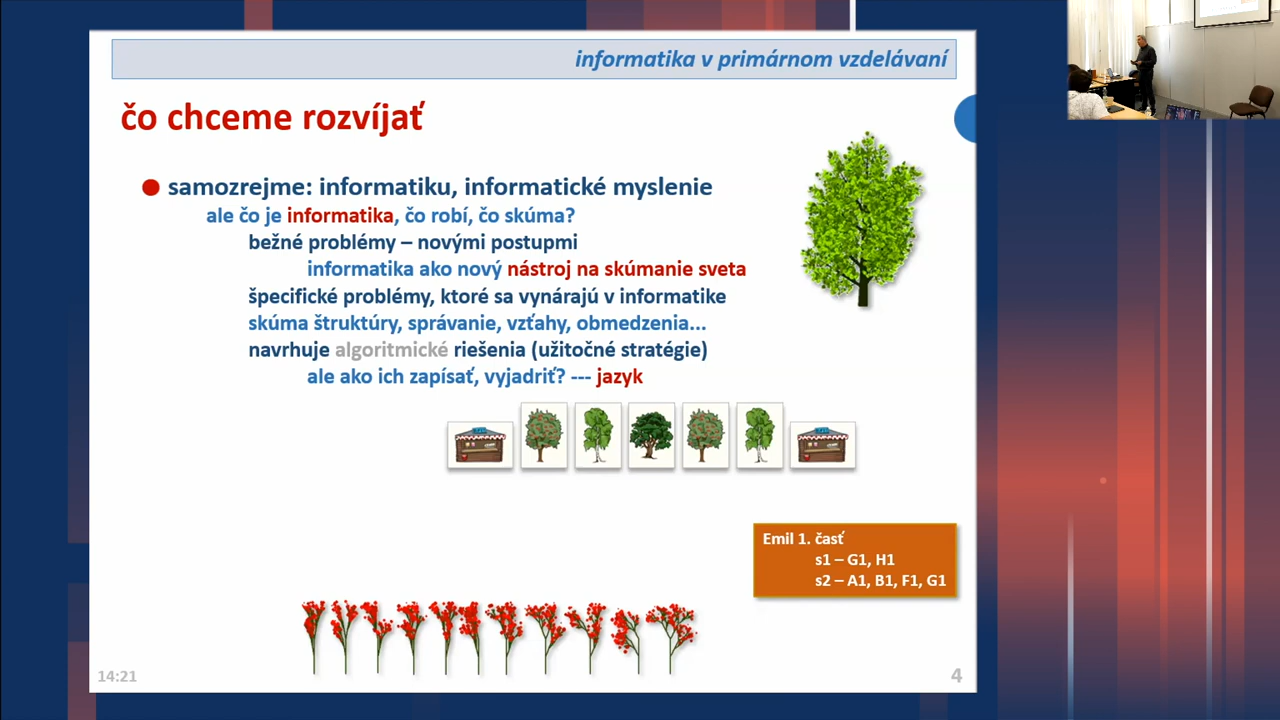 informatika v primárnom vzdelávaní
čo chceme rozvíjať
samozrejme: informatiku, informatické myslenie
ale čo je informatika, čo robí, čo skúma?
bežné problémy – novými postupmi
informatika ako nový nástroj na skúmanie sveta
špecifické problémy, ktoré sa vynárajú v informatike
skúma štruktúry, správanie, vzťahy, obmedzenia...
navrhuje algoritmické riešenia (užitočné stratégie)
ale ako ich zapísať, vyjadriť? --- jazyk
Emil 1. časť
s1 – G1, H1
s2 – A1, B1, F1, G1
14:21
4